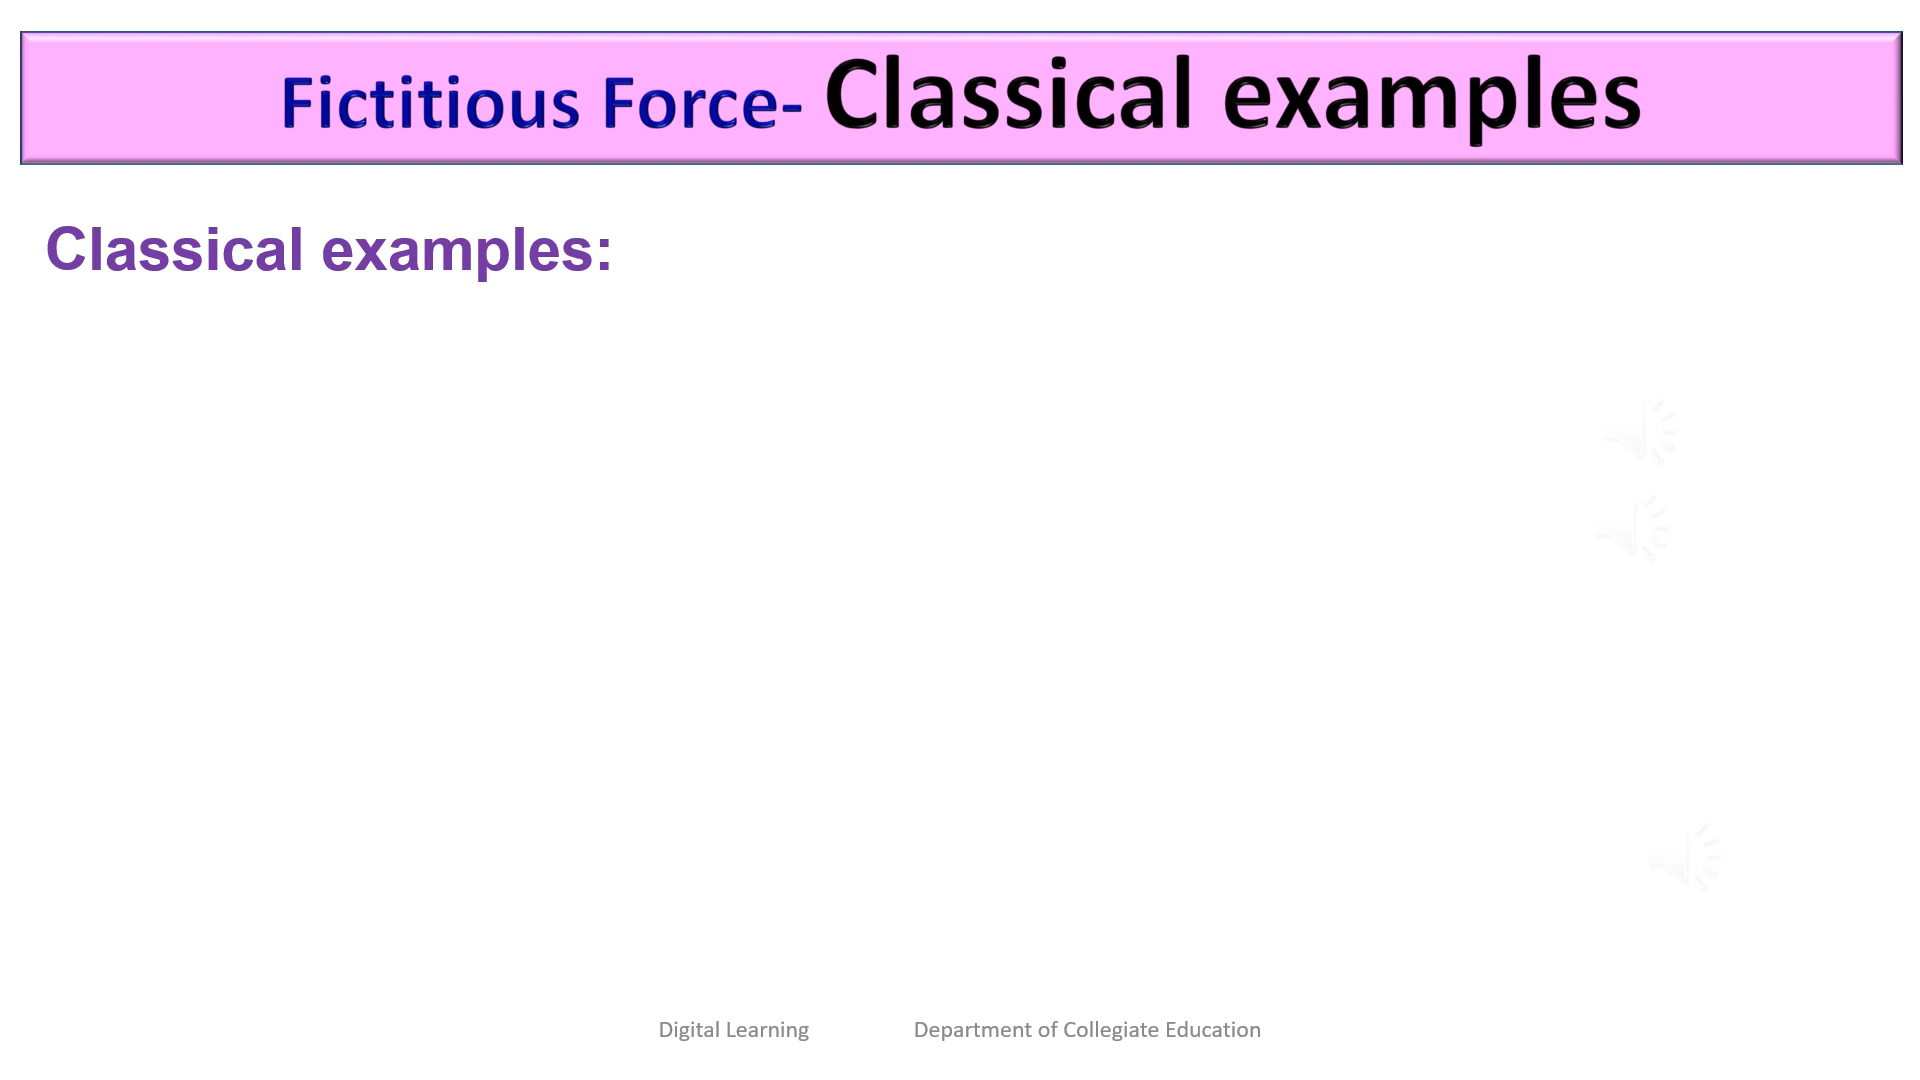 Fictitious Force- Classical examples
Classical examples:
Digital Learning Department of Collegiate Education